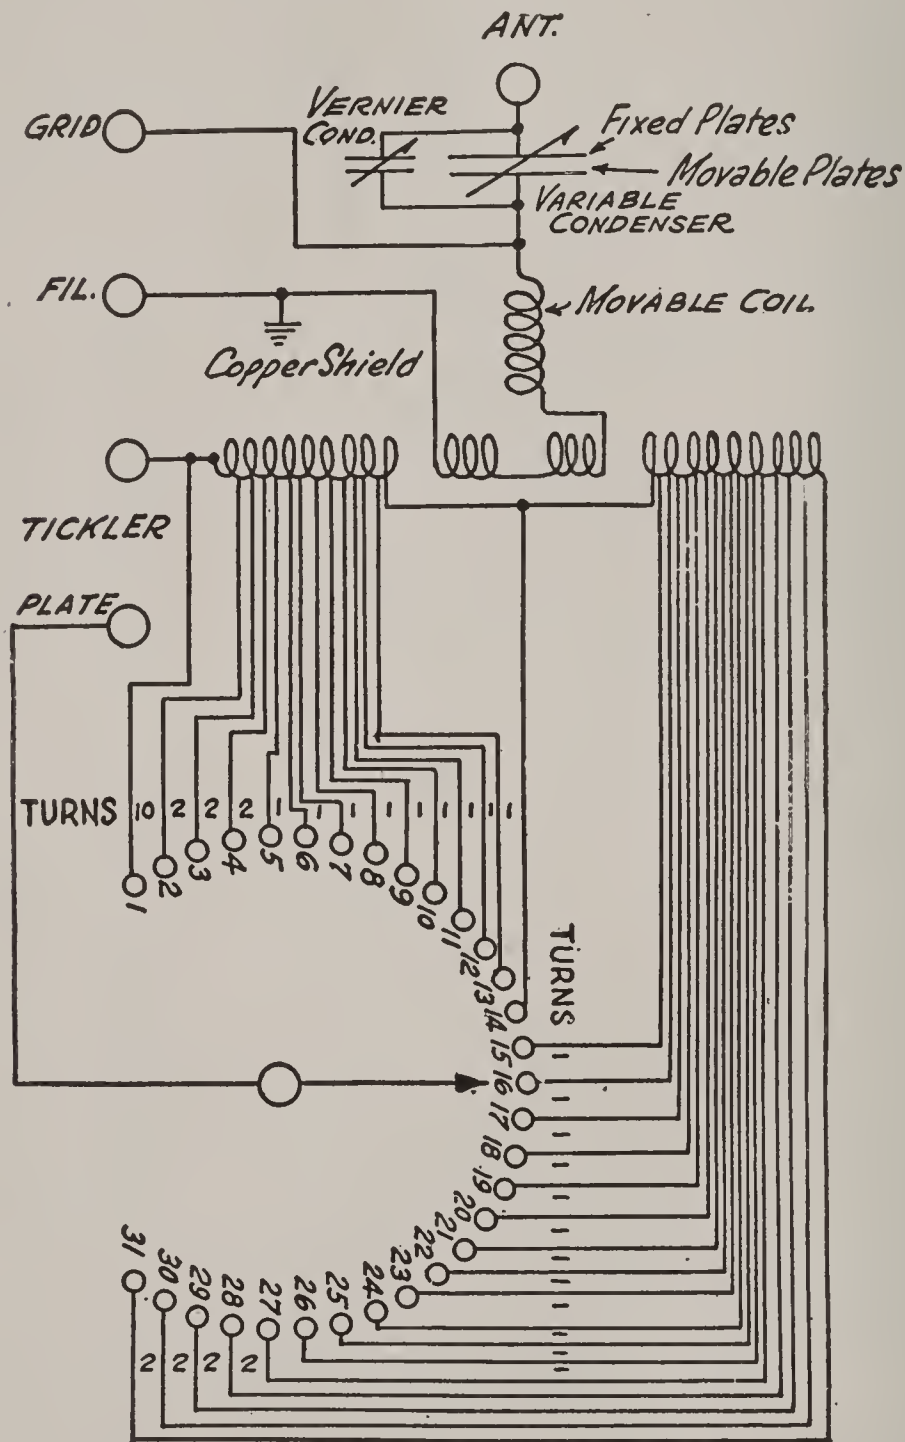 ANT.
VERNIER
COND.
Fixed Plates
GRID
Movable Plates
VARIABLE
CONDENSER
FIL.
MOVABLE COIL
Copper Shield
TICKLER
PLATE
TURNS 10 2 2 2 1 1 1 1 1 1 1 1 1
1 2 3 4 5 6 7 8 9 10 11 12 13 14
TURNS
15 16 17 18 19 20 21 22 23 24 25 26 27 28 29 30 31
2 2 2 2